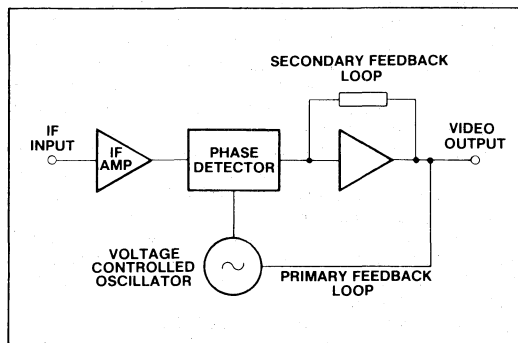 SECONDARY FEEDBACK
LOOP
IF
INPUT
IF
AMP
PHASE
DETECTOR
VIDEO
OUTPUT
VOLTAGE
CONTROLLED
OSCILLATOR
PRIMARY FEEDBACK
LOOP